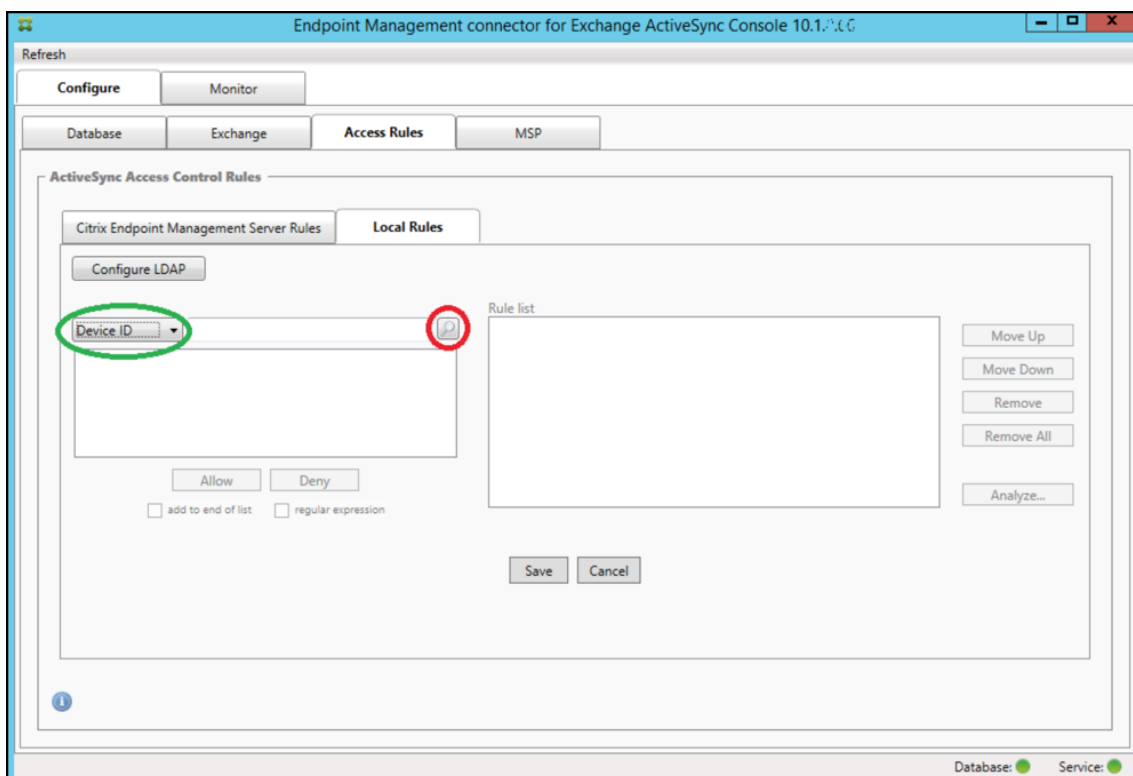 Endpoint Management connector for Exchange ActiveSync Console
Refresh
Configure Monitor
Database Exchange Access Rules MSP
ActiveSync Access Control Rules
Citrix Endpoint Management Server Rules Local Rules
Configure LDAP
Rule list
Device ID
Move Up
Move Down
Remove
Remove All
Allow Deny
Analyze...
add to end of list regular expression
Save Cancel
Database: Service: